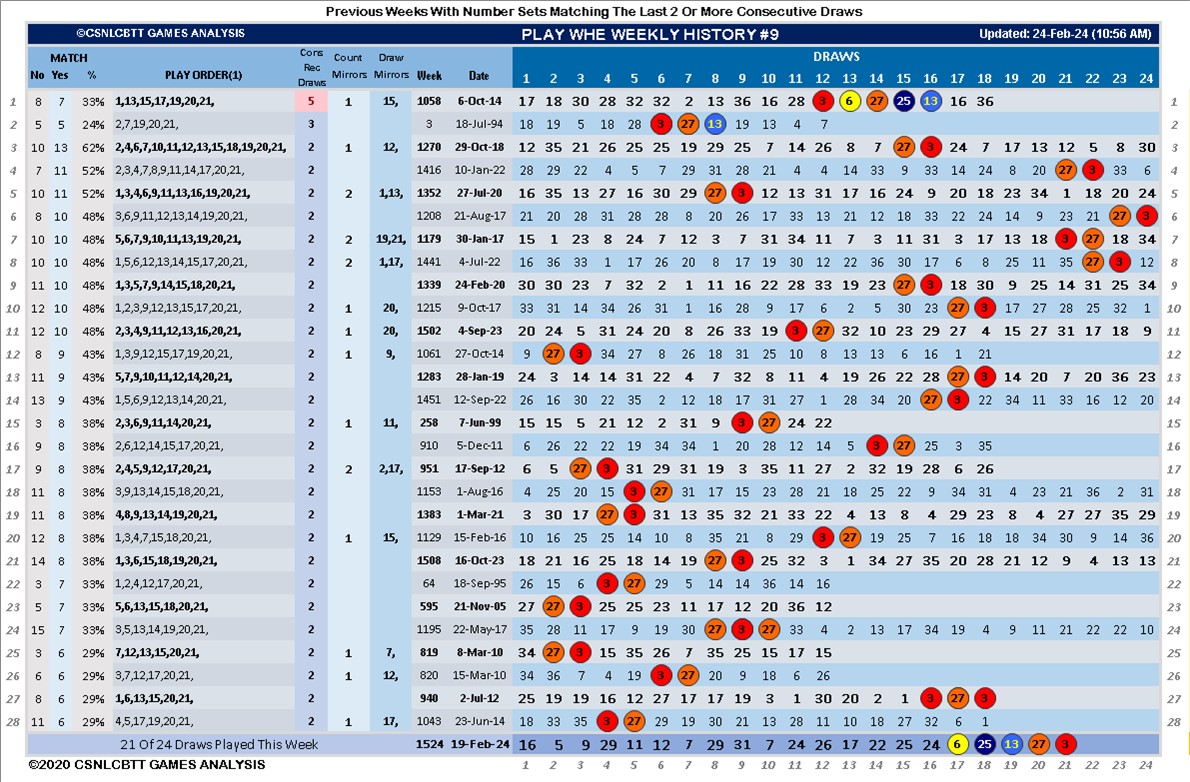 Previous Weeks With Number Sets Matching The Last 2 Or More Consecutive Draws
©CSNLCBTT GAMES ANALYSIS PLAY WHE WEEKLY HISTORY #9 Updated: 24-Feb-24 (10:56 AM)
MATCH Cons Rec Draws Count Mirrors Draw Mirrors DRAWS
No Yes % PLAY ORDER(1) Week Date 1 2 3 4 5 6 7 8 9 10 11 12 13 14 15 16 17 18 19 20 21 22 23 24
1 8 7 33% 1,13,15,17,19,20,21, 5 1 15, 1058 6-Oct-14 17 18 30 28 32 32 2 13 36 16 28 3 6 27 25 13 16 36 1
2 5 5 24% 2,7,19,20,21, 3 3 18-Jul-94 18 19 5 18 28 3 27 13 19 13 4 7 2
3 10 13 62% 2,4,6,7,10,11,12,13,15,18,19,20,21, 2 1 12, 1270 29-Oct-18 12 35 21 26 25 25 19 29 25 7 14 26 8 7 27 3 24 7 17 13 12 5 8 30 3
4 7 11 52% 2,3,4,7,8,9,11,14,17,20,21, 2 1416 10-Jan-22 28 29 22 4 5 7 29 28 21 4 4 14 33 9 33 14 24 8 20 27 3 33 6 4
5 10 11 52% 1,3,4,6,9,11,13,16,19,20,21, 2 2 1,13, 1352 27-Jul-20 16 35 13 27 16 30 29 27 3 12 13 31 17 16 24 9 20 18 23 34 1 18 20 24 5
6 8 10 48% 3,6,9,11,12,13,14,19,20,21, 2 1208 21-Aug-17 21 20 28 31 28 28 8 20 26 17 33 13 21 12 18 33 22 24 14 9 23 21 27 3 6
7 10 10 48% 5,6,7,9,10,11,13,19,20,21, 2 2 19,21, 1179 30-Jan-17 15 1 23 8 24 7 12 3 7 31 34 11 7 3 11 31 3 17 13 18 3 27 18 34 7
8 10 10 48% 1,5,6,12,13,14,15,17,20,21, 2 2 1,17, 1441 4-Jul-22 16 36 33 1 17 26 20 8 17 19 30 12 22 36 30 16 8 6 25 11 35 27 3 12 8
9 11 10 48% 1,3,5,7,9,14,15,18,20,21, 2 1339 24-Feb-20 30 30 23 7 32 2 1 11 16 22 28 33 19 23 27 3 18 30 9 25 14 31 25 34 9
10 12 10 48% 1,2,3,9,12,13,15,17,20,21, 2 1 20, 1215 9-Oct-17 33 31 14 34 26 31 1 16 28 9 17 6 2 5 30 23 27 3 17 27 28 25 32 1 10
11 12 10 48% 2,3,4,9,11,12,13,16,20,21, 2 1 20, 1502 4-Sep-23 20 24 5 31 24 20 8 26 33 19 3 27 32 10 23 29 27 4 15 27 31 17 18 9 11
12 8 9 43% 1,3,9,12,15,17,19,20,21, 2 1 9, 1061 27-Oct-14 9 27 3 34 27 8 26 18 31 25 10 8 13 13 6 16 1 21 12
13 11 9 43% 5,7,9,10,11,12,14,20,21, 2 1283 28-Jan-19 24 3 14 14 31 22 4 7 32 8 11 4 19 26 22 28 27 3 14 20 7 20 36 23 13
14 13 9 43% 1,5,6,9,12,13,14,20,21, 2 1451 12-Sep-22 26 16 30 22 35 2 12 18 17 31 27 1 28 34 20 27 3 22 34 11 33 16 12 20 14
15 3 8 38% 2,3,6,9,11,14,20,21, 2 1 11, 258 7-Jun-99 15 15 5 21 12 2 31 9 3 27 24 22 15
16 9 8 38% 2,6,12,14,15,17,20,21, 2 910 5-Dec-11 6 26 22 22 19 34 34 1 20 28 12 14 5 3 27 25 3 35 16
17 9 8 38% 2,4,5,9,12,17,20,21, 2 2 2,17, 951 17-Sep-12 6 5 27 3 31 29 31 19 3 35 11 27 2 32 19 28 6 26 17
18 11 8 38% 3,9,13,14,15,18,20,21, 2 1153 1-Aug-16 4 25 20 15 3 27 31 17 15 31 28 21 18 25 22 9 34 31 4 23 21 36 2 31 18
19 11 8 38% 4,8,9,13,14,19,20,21, 2 1383 1-Mar-21 3 30 17 27 3 31 13 35 32 21 33 22 4 13 8 4 29 23 8 4 27 27 35 29 19
20 12 8 38% 1,3,4,7,15,18,20,21, 2 1 15, 1129 15-Feb-16 10 16 25 25 14 10 8 35 21 8 29 3 27 19 25 7 16 18 18 34 30 9 14 36 20
21 14 8 38% 1,3,6,15,18,19,20,21, 2 1508 16-Oct-23 18 21 16 25 18 14 19 27 3 25 32 3 1 34 35 20 28 21 12 9 4 13 13 21
22 3 7 33% 1,2,4,12,17,20,21, 2 64 18-Sep-95 26 15 6 3 27 29 5 14 14 36 14 16 22
23 5 7 33% 5,6,13,15,18,20,21, 2 595 21-Nov-05 27 27 3 25 25 23 11 17 12 20 36 12 23
24 15 7 33% 3,5,13,14,19,20,21, 2 1195 22-May-17 35 28 11 17 9 19 30 27 3 27 33 4 2 13 17 34 19 4 9 11 21 22 22 10 24
25 3 6 29% 7,12,13,15,20,21, 2 1 7, 819 8-Mar-10 34 27 3 15 35 26 7 35 25 15 17 15 25
26 6 6 29% 3,7,12,17,20,21, 2 1 12, 820 15-Mar-10 34 36 7 4 19 3 27 20 9 18 6 26 26
27 8 6 29% 1,6,13,15,20,21, 2 940 2-Jul-12 25 19 19 16 12 27 17 17 19 3 1 30 20 2 1 3 27 3 27
28 11 6 29% 4,5,17,19,20,21, 2 1 17, 1043 23-Jun-14 18 33 35 3 27 29 19 30 21 13 28 11 10 18 27 32 6 1 28
21 Of 24 Draws Played This Week 1524 19-Feb-24 16 5 9 29 11 12 7 29 31 7 24 26 17 22 25 24 6 25 13 27 3
©2020 CSNLCBTT GAMES ANALYSIS 1 2 3 4 5 6 7 8 9 10 11 12 13 14 15 16 17 18 19 20 21 22 23 24